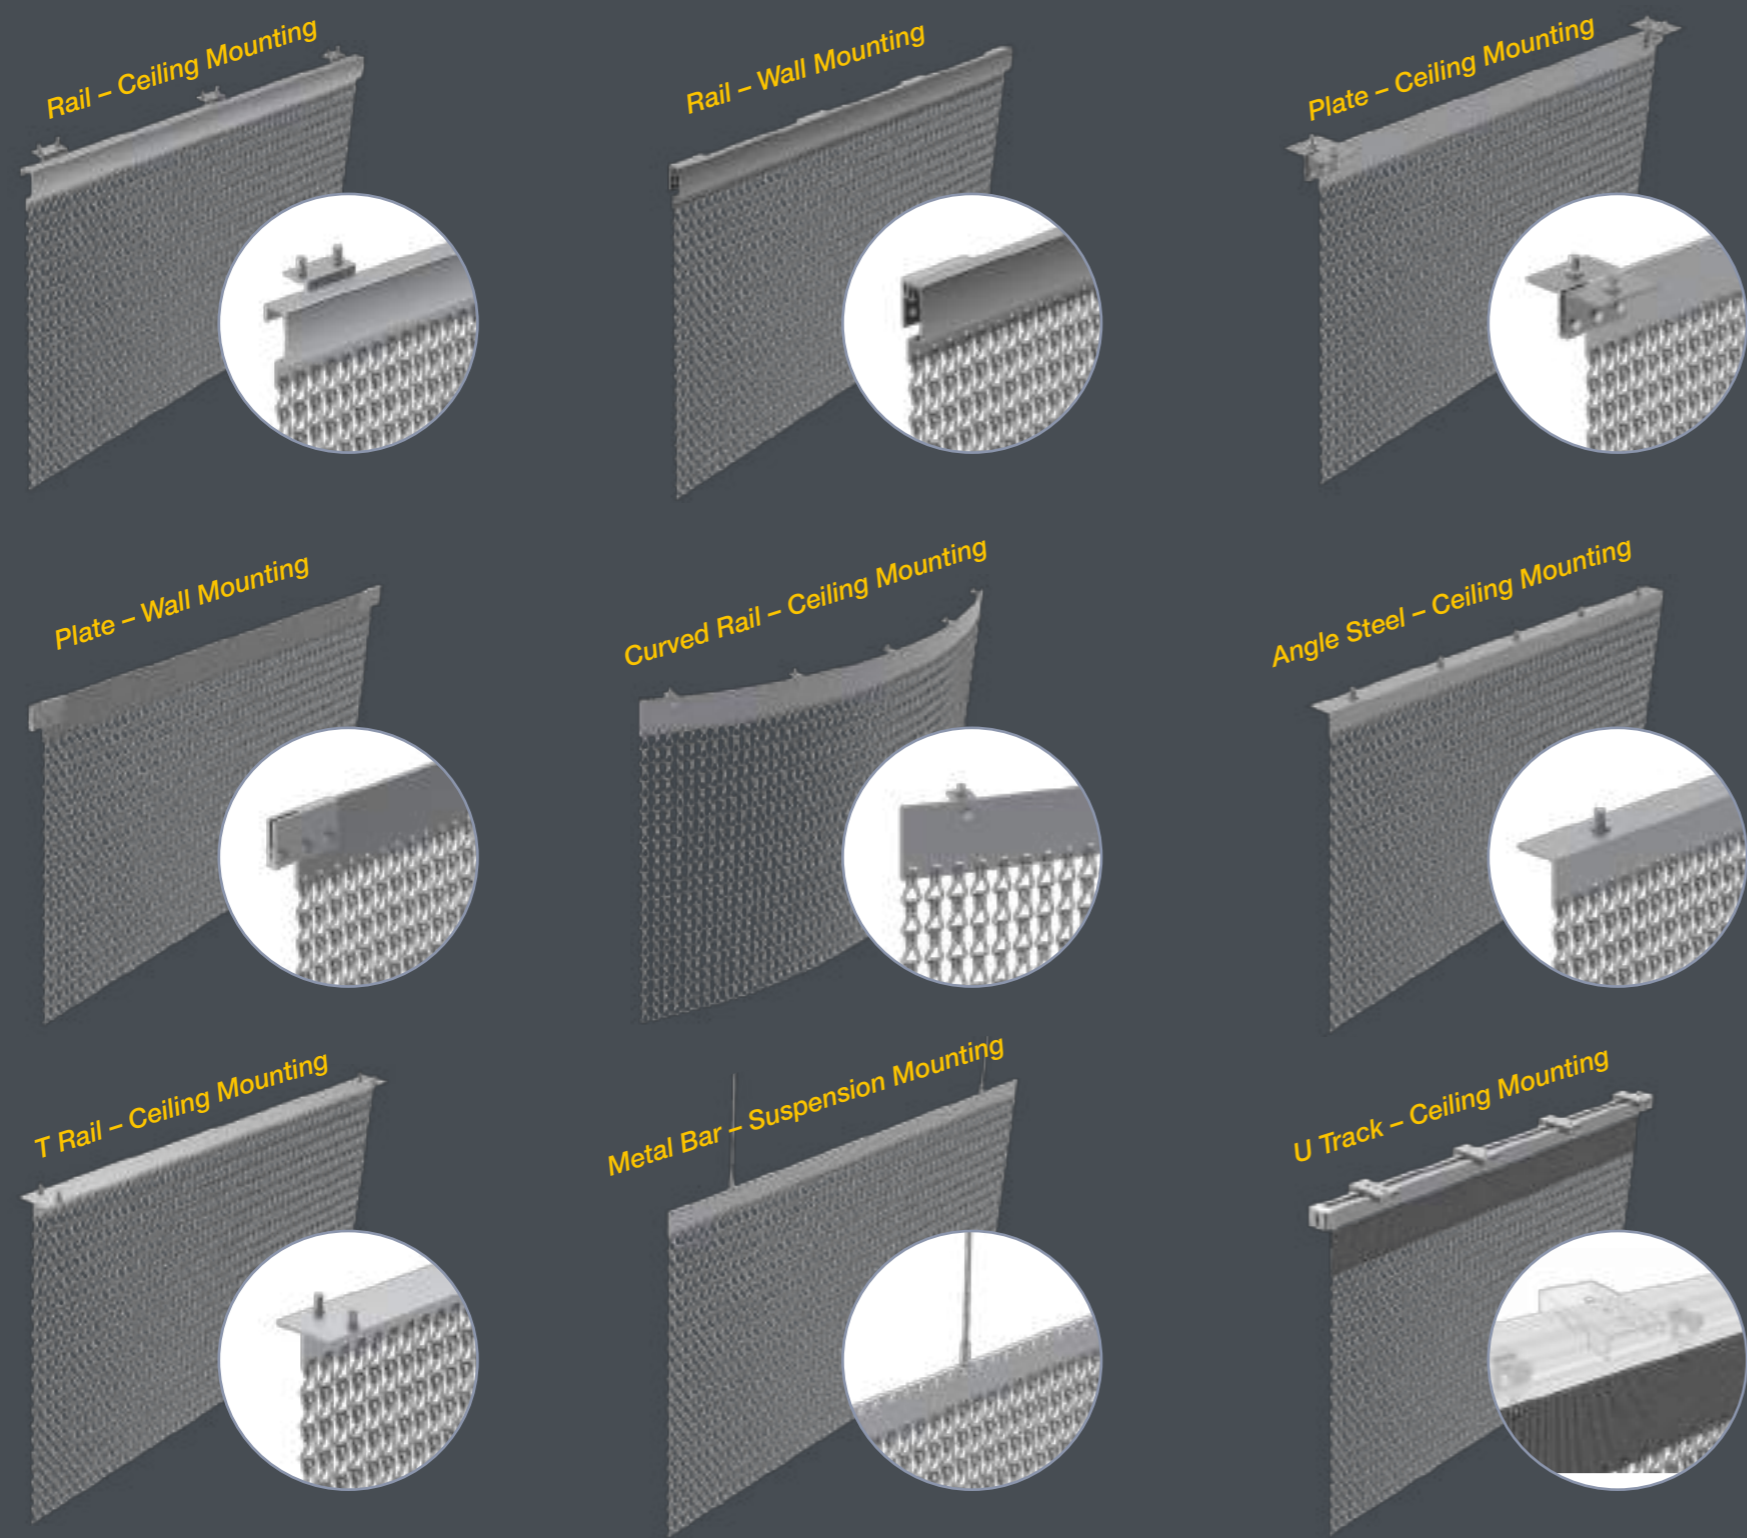 Rail – Ceiling Mounting
Rail – Wall Mounting
Plate – Ceiling Mounting
Plate – Wall Mounting
Curved Rail – Ceiling Mounting
Angle Steel – Ceiling Mounting
T Rail – Ceiling Mounting
Metal Bar – Suspension Mounting
U Track – Ceiling Mounting